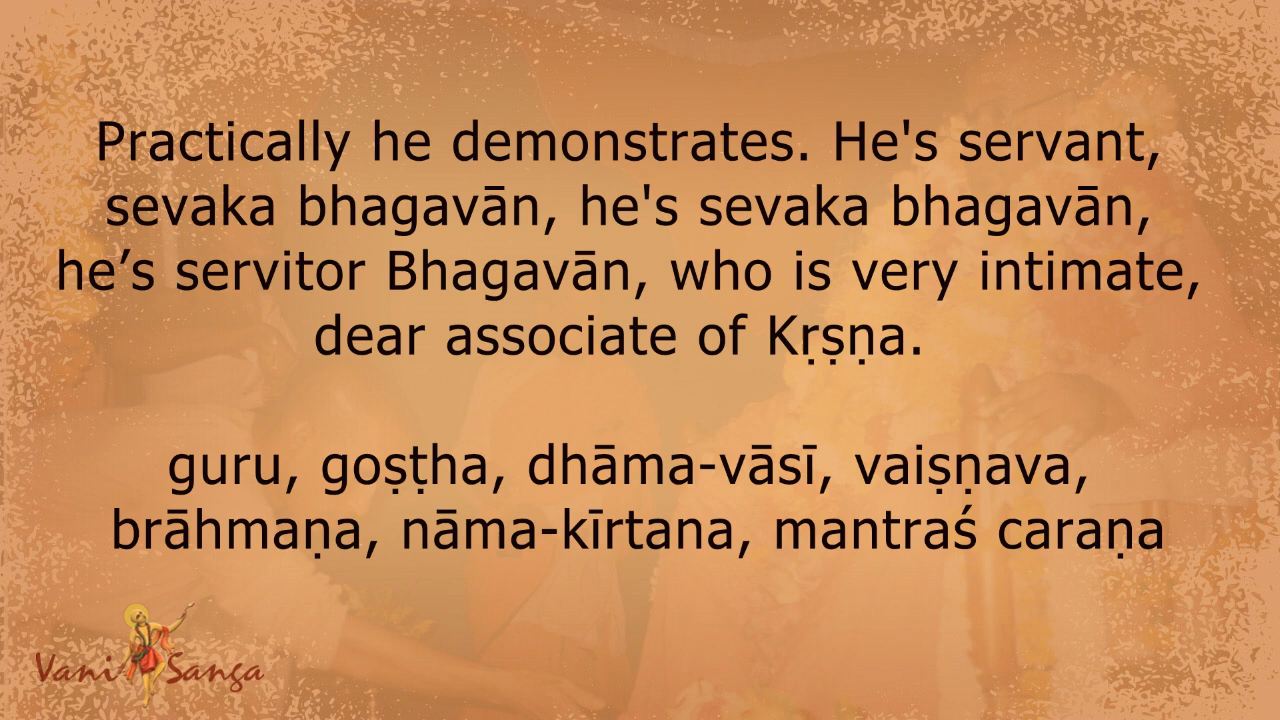 Practically he demonstrates. He's servant,
sevaka bhagavān, he's sevaka bhagavān,
he’s servitor Bhagavān, who is very intimate,
dear associate of Kṛṣṇa.
guru, goṣṭha, dhāma-vāsī, vaiṣṇava,
brāhmaṇa, nāma-kīrtana, mantraś caraṇa
Vani Sanga